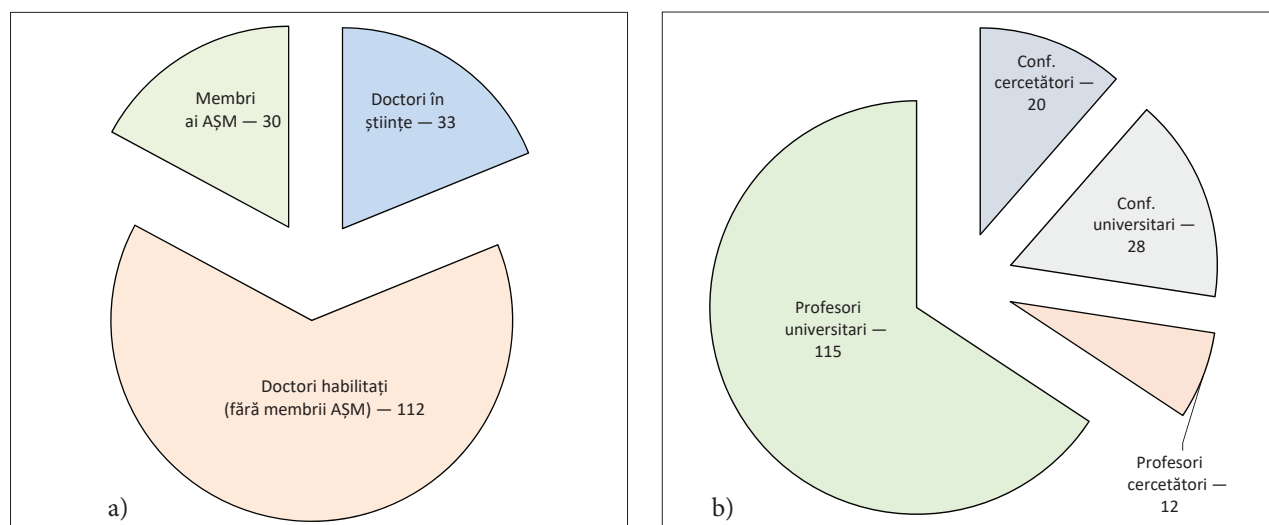 Membri
ai AȘM — 30
Doctori în
științe — 33
Doctori habilitați
(fără membrii AȘM) — 112
a)
Conf.
cercetători —
20
Conf.
universitari —
28
Profesori
universitari —
115
Profesori
cercetători —
12
b)